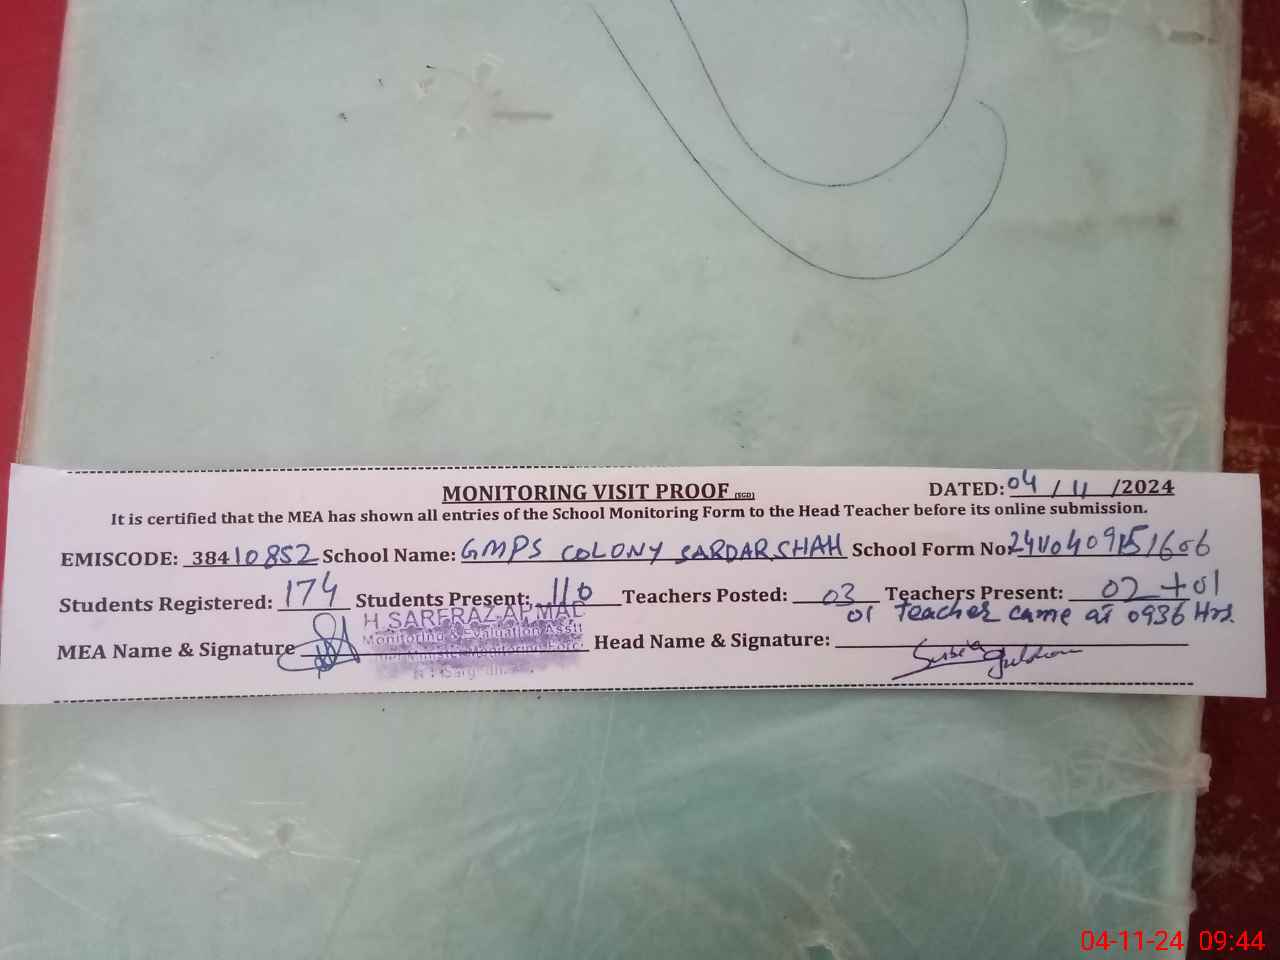 MONITORING VISIT PROOF (SGD) DATED: 04 / 11 /2024
It is certified that the MEA has shown all entries of the School Monitoring Form to the Head Teacher before its online submission.
EMISCODE: 38410852 School Name: GMPS COLONY SARDAR SHAH School Form No:
Students Registered: 174 Students Present: 110 Teachers Posted: 03 Teachers Present: 02 + 01
01 teacher came at 0936 Hrs.
H SARFRAZ AHMAD
Monitoring & Evaluation Asstt
MEA Name & Signature Head Name & Signature:
04-11-24 09:44